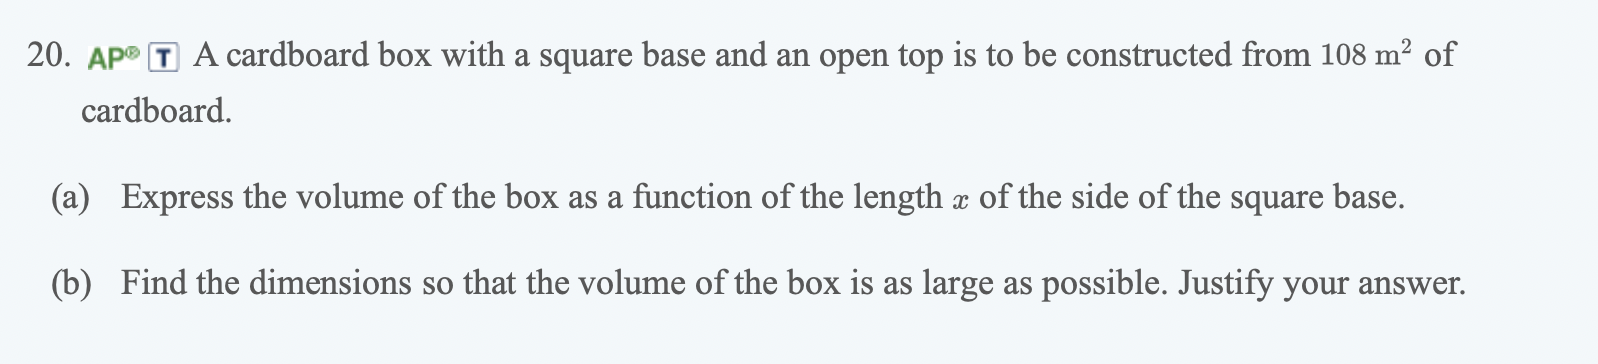 20. AP® T A cardboard box with a square base and an open top is to be constructed from 108 m² of
cardboard.
(a) Express the volume of the box as a function of the length x of the side of the square base.
(b) Find the dimensions so that the volume of the box is as large as possible. Justify your answer.